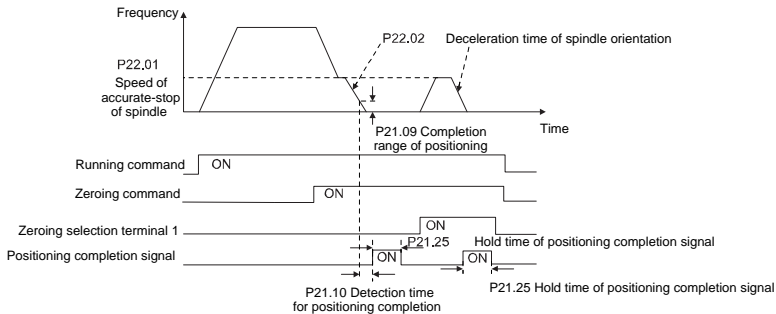 Frequency
P22.02
Deceleration time of spindle orientation
P22.01
Speed of
accurate-stop
of spindle
Time
P21.09 Completion
range of positioning
Running command
ON
Zeroing command
ON
Zeroing selection terminal 1
ON
P21.25
Hold time of positioning completion signal
Positioning completion signal
ON
ON
P21.10 Detection time
for positioning completion
P21.25 Hold time of positioning completion signal